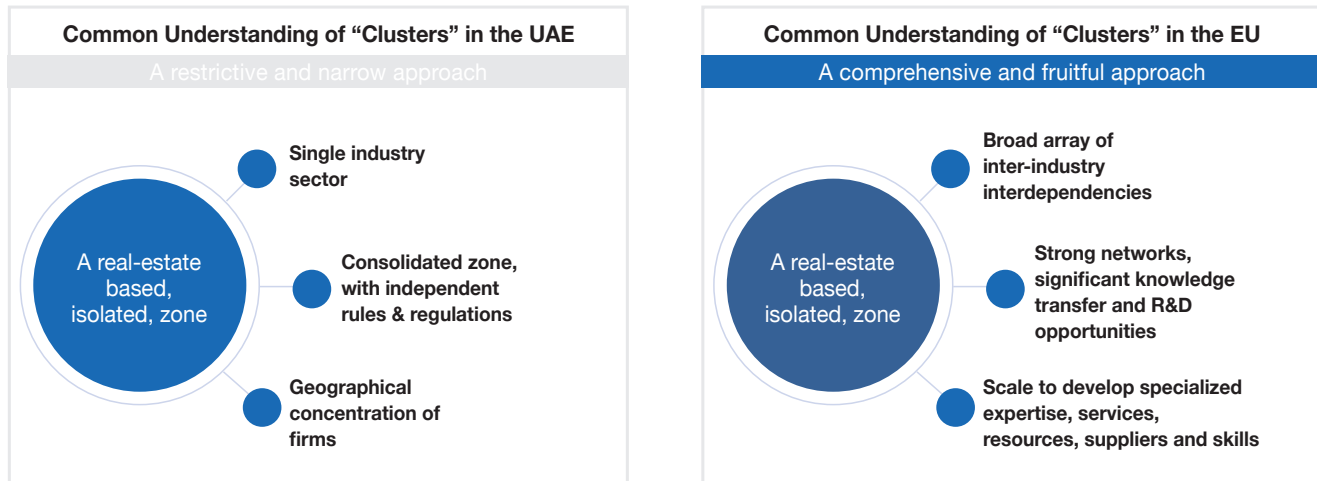 Common Understanding of “Clusters” in the UAE
A restrictive and narrow approach
Single industry
sector
A real-estate
based,
isolated, zone
Consolidated zone,
with independent
rules & regulations
Geographical
concentration of
firms
Common Understanding of “Clusters” in the EU
A comprehensive and fruitful approach
Broad array of
inter-industry
interdependencies
A real-estate
based,
isolated, zone
Strong networks,
significant knowledge
transfer and R&D
opportunities
Scale to develop specialized
expertise, services,
resources, suppliers and skills